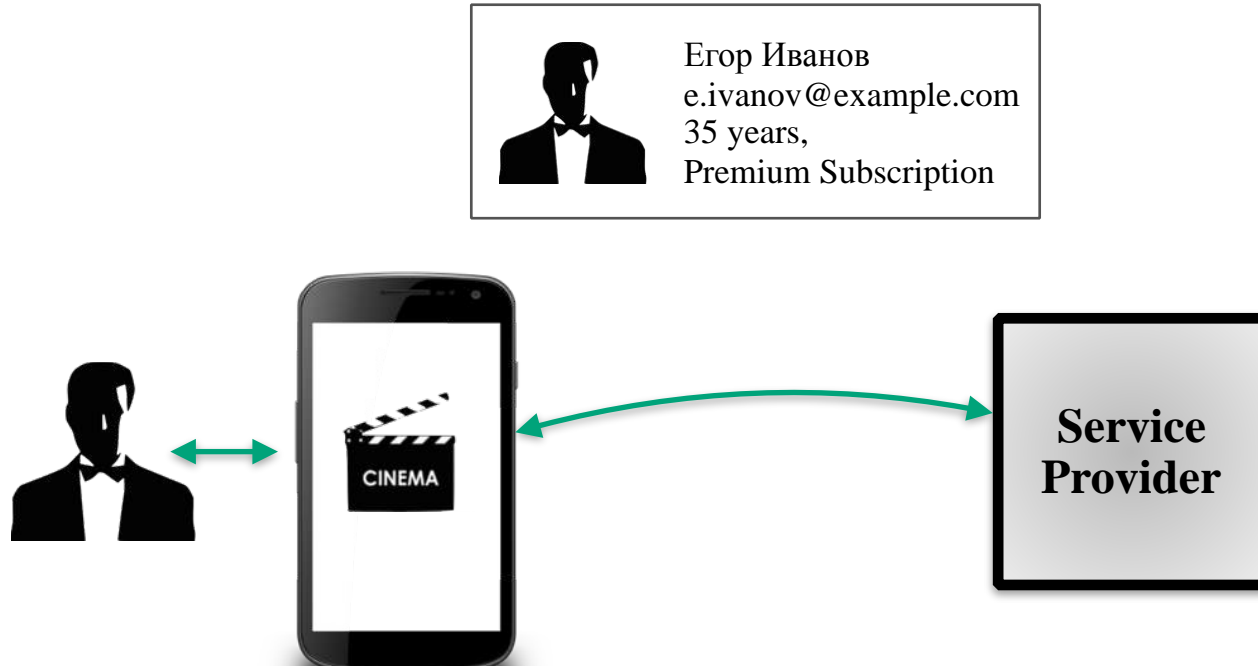 Егор Иванов
e.ivanov@example.com
35 years,
Premium Subscription
CINEMA
Service
Provider